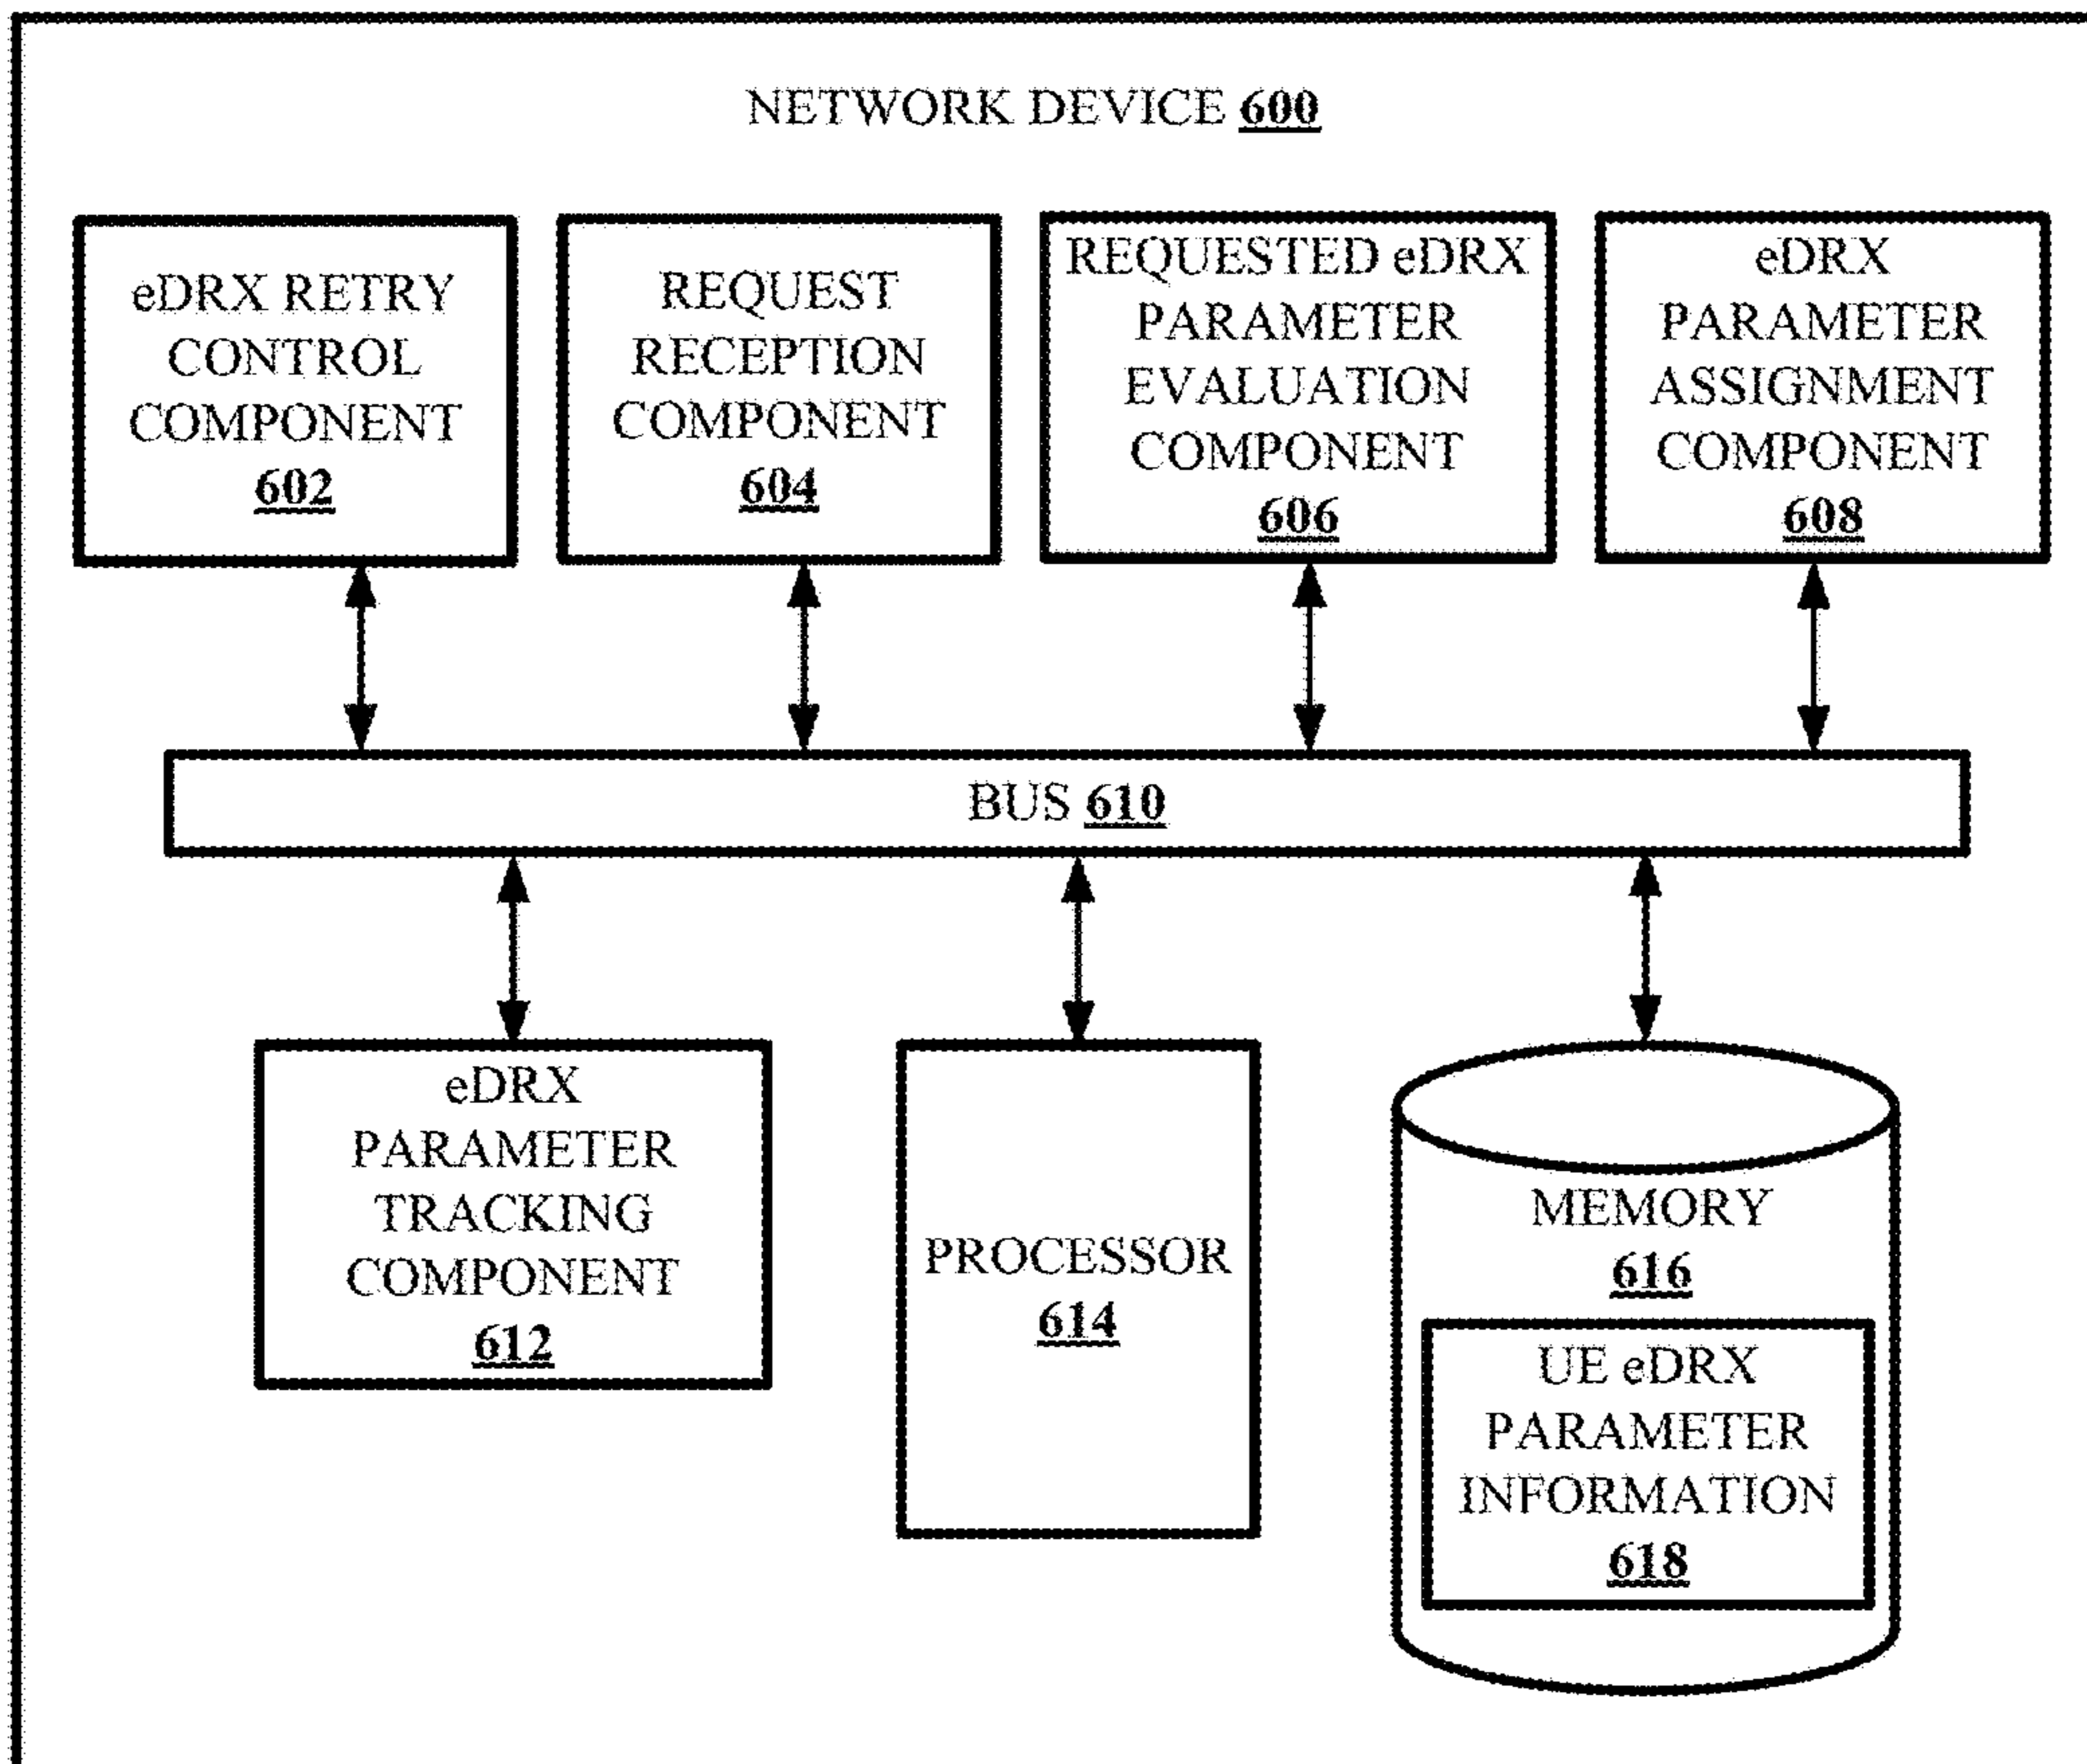 NETWORK DEVICE 600
eDRX RETRY
CONTROL
COMPONENT
602
REQUEST
RECEPTION
COMPONENT
604
REQUESTED eDRX
PARAMETER
EVALUATION
COMPONENT
606
eDRX
PARAMETER
ASSIGNMENT
COMPONENT
608
BUS 610
eDRX
PARAMETER
TRACKING
COMPONENT
612
PROCESSOR
614
MEMORY
616
UE eDRX
PARAMETER
INFORMATION
618